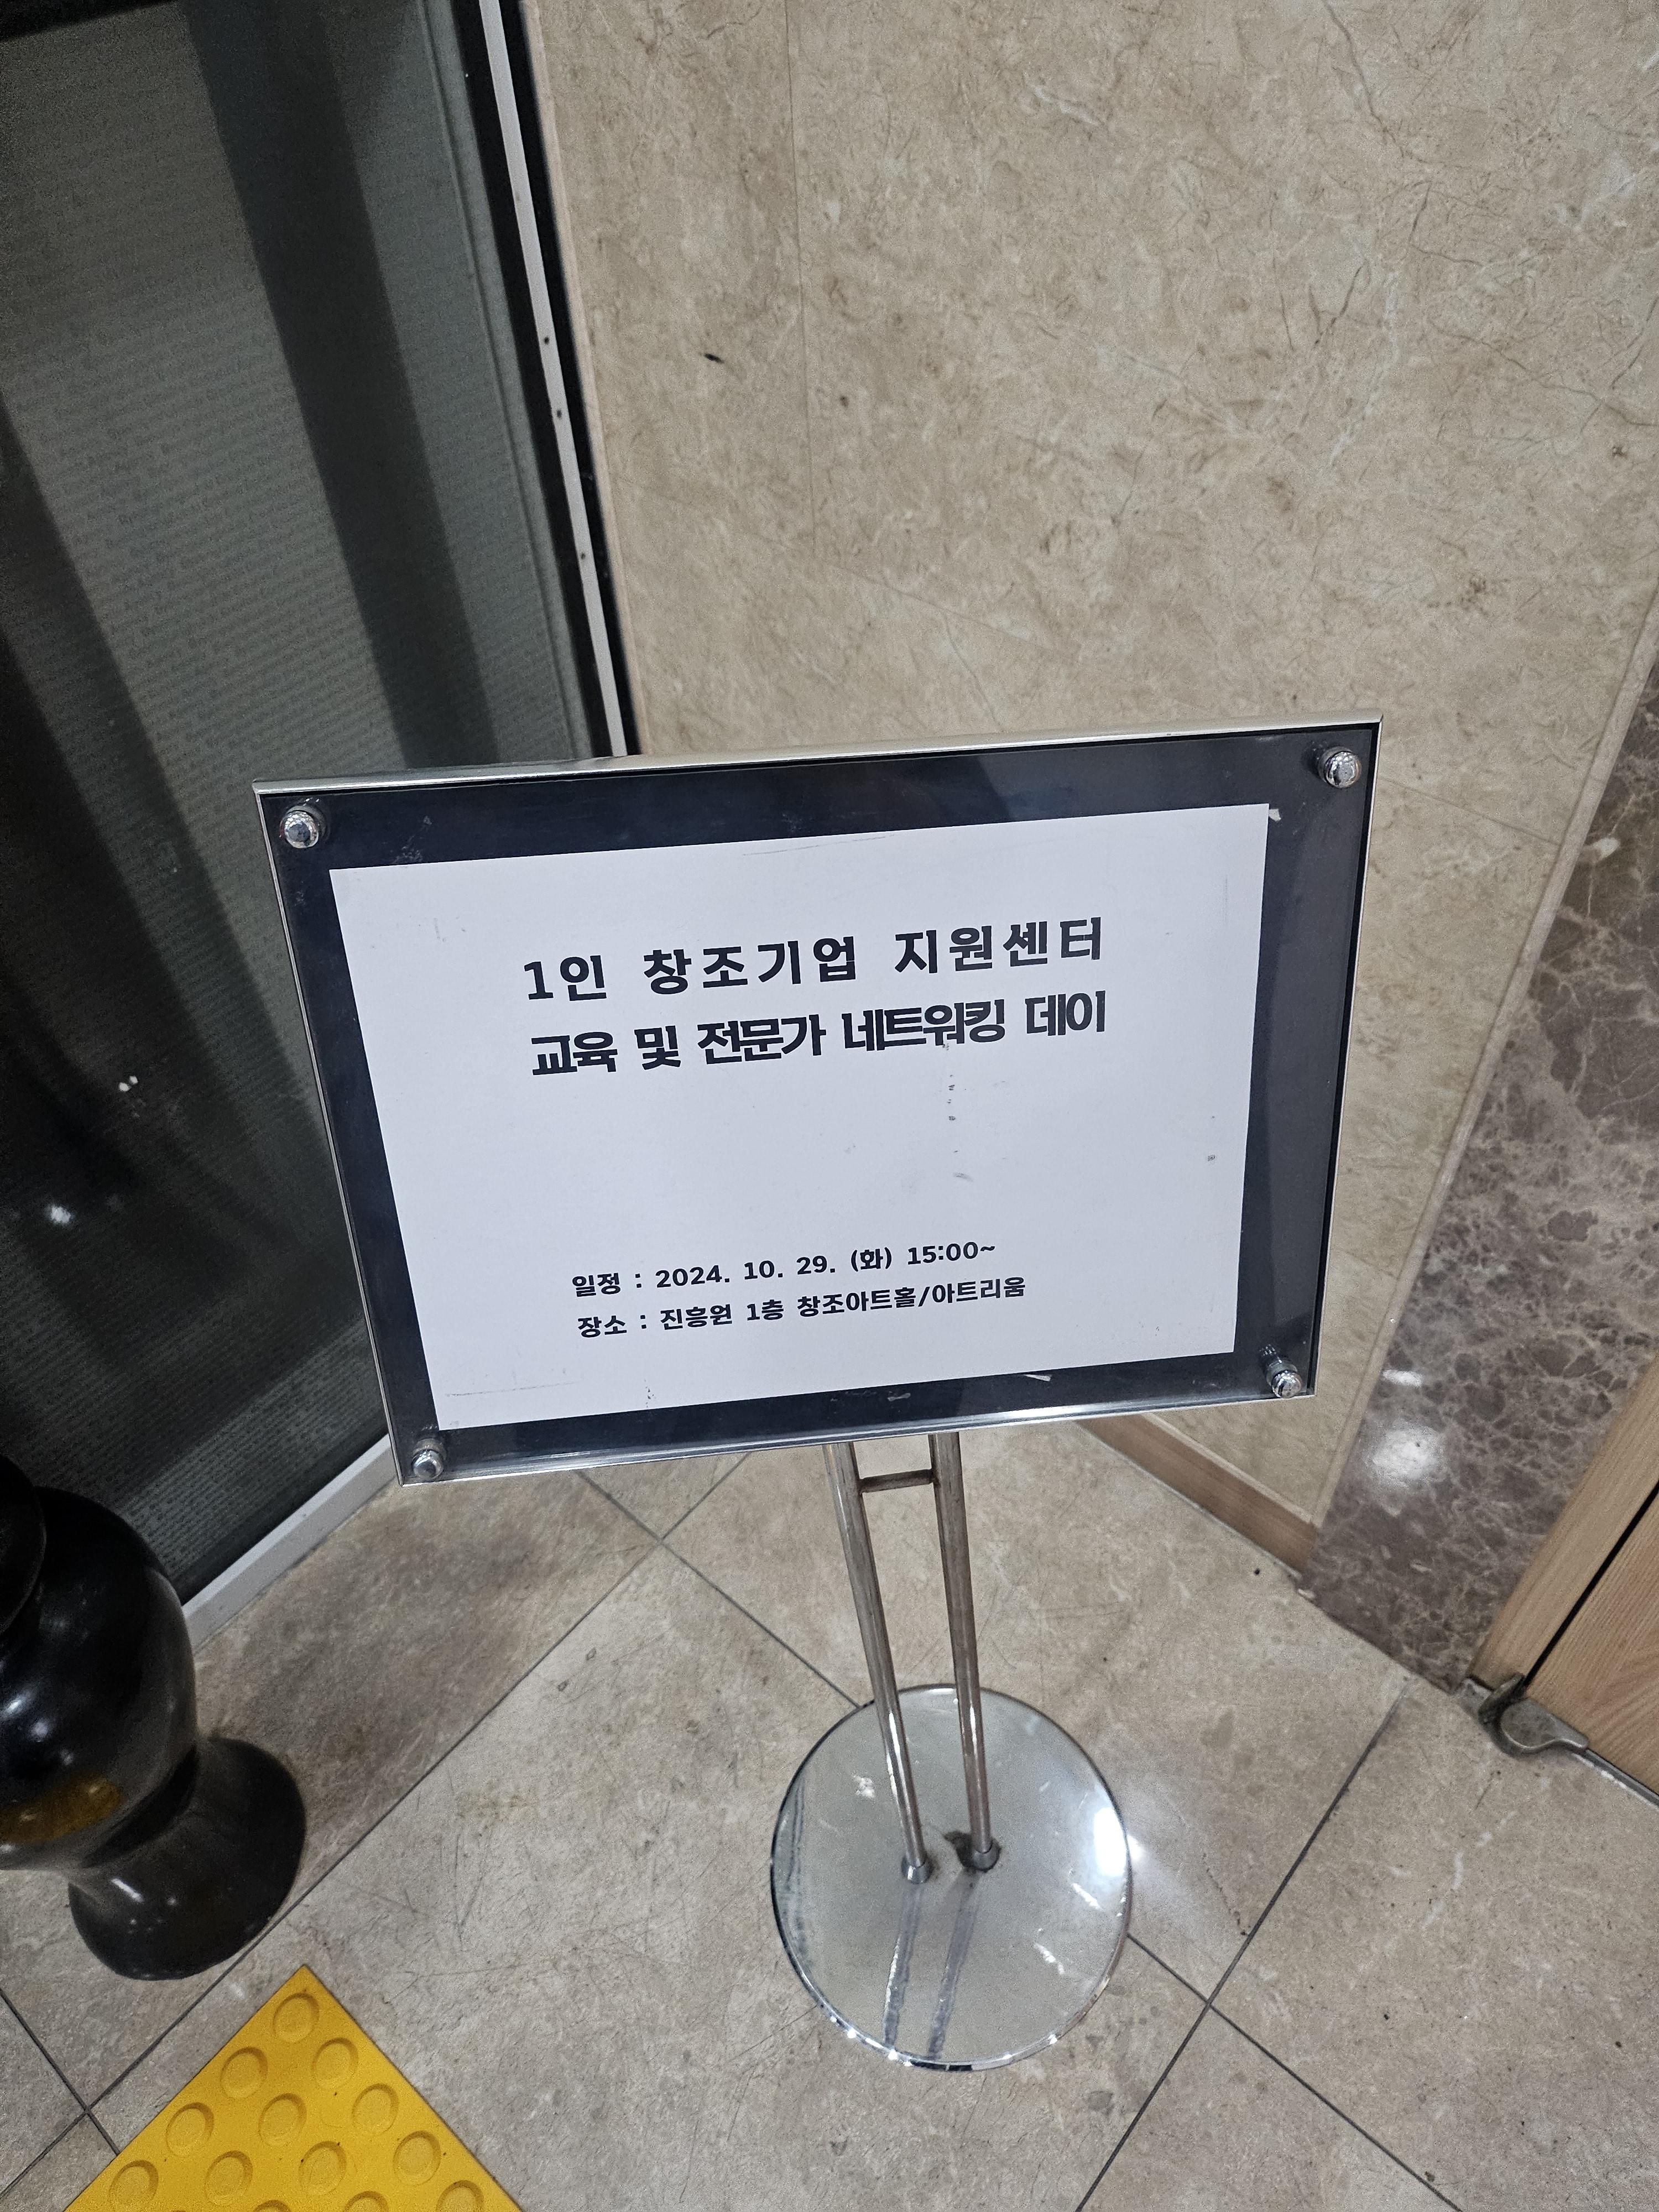 1인 창조기업 지원센터
교육 및 전문가 네트워킹 데이
일정 : 2024. 10. 29. (화) 15:00~
장소 : 진흥원 1층 창조아트홀/아트리움